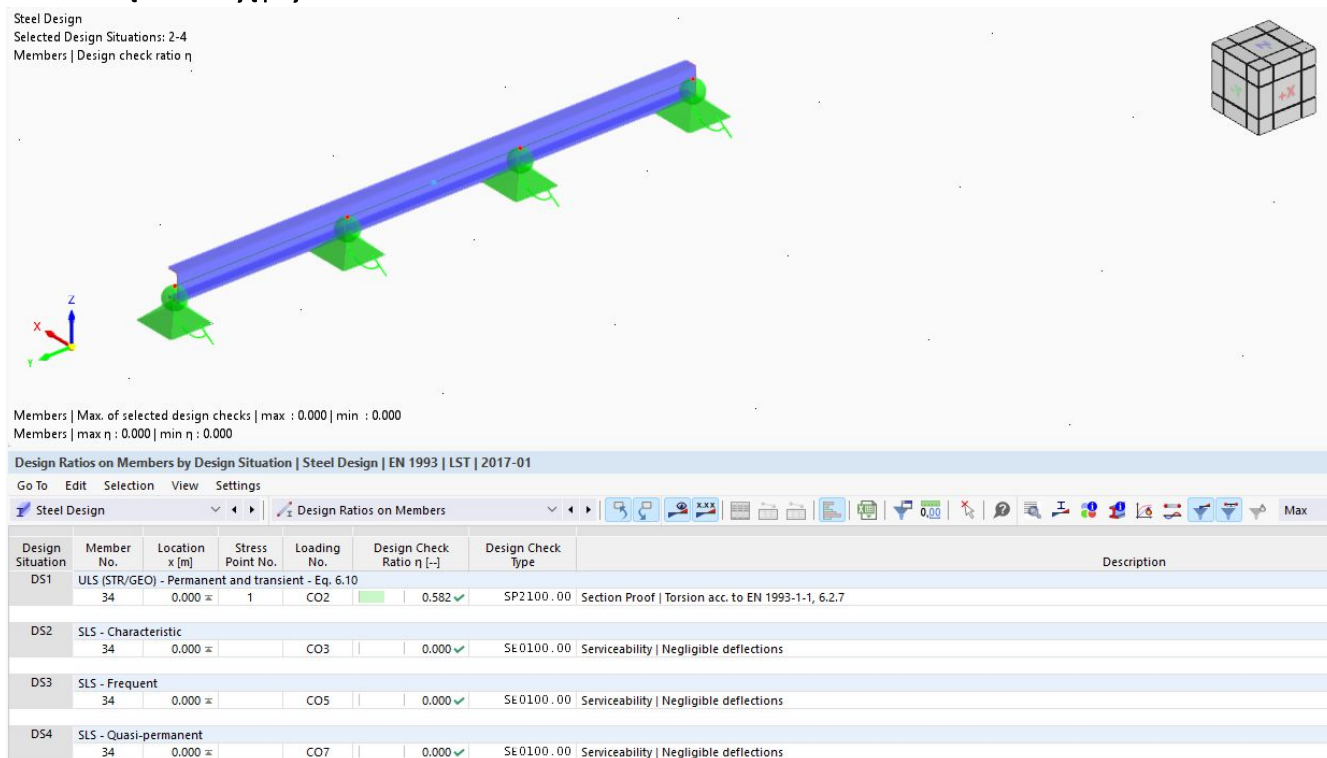 Steel Design
Selected Design Situations: 2-4
Members | Design check ratio η
Z
-Y
+X
Z
X
Y
Members | Max. of selected design checks | max : 0.000 | min : 0.000
Members | max η : 0.000 | min η : 0.000
Design Ratios on Members by Design Situation | Steel Design | EN 1993 | LST | 2017-01
Go To Edit Selection View Settings
Steel Design Design Ratios on Members x.xx 0,00 Max
Design Situation Member No. Location x [m] Stress Point No. Loading No. Design Check Ratio η [--] Design Check Type Description
DS1 ULS (STR/GEO) - Permanent and transient - Eq. 6.10
34 0.000 1 CO2 0.582 SP2100.00 Section Proof | Torsion acc. to EN 1993-1-1, 6.2.7
DS2 SLS - Characteristic
34 0.000 CO3 0.000 SE0100.00 Serviceability | Negligible deflections
DS3 SLS - Frequent
34 0.000 CO5 0.000 SE0100.00 Serviceability | Negligible deflections
DS4 SLS - Quasi-permanent
34 0.000 CO7 0.000 SE0100.00 Serviceability | Negligible deflections